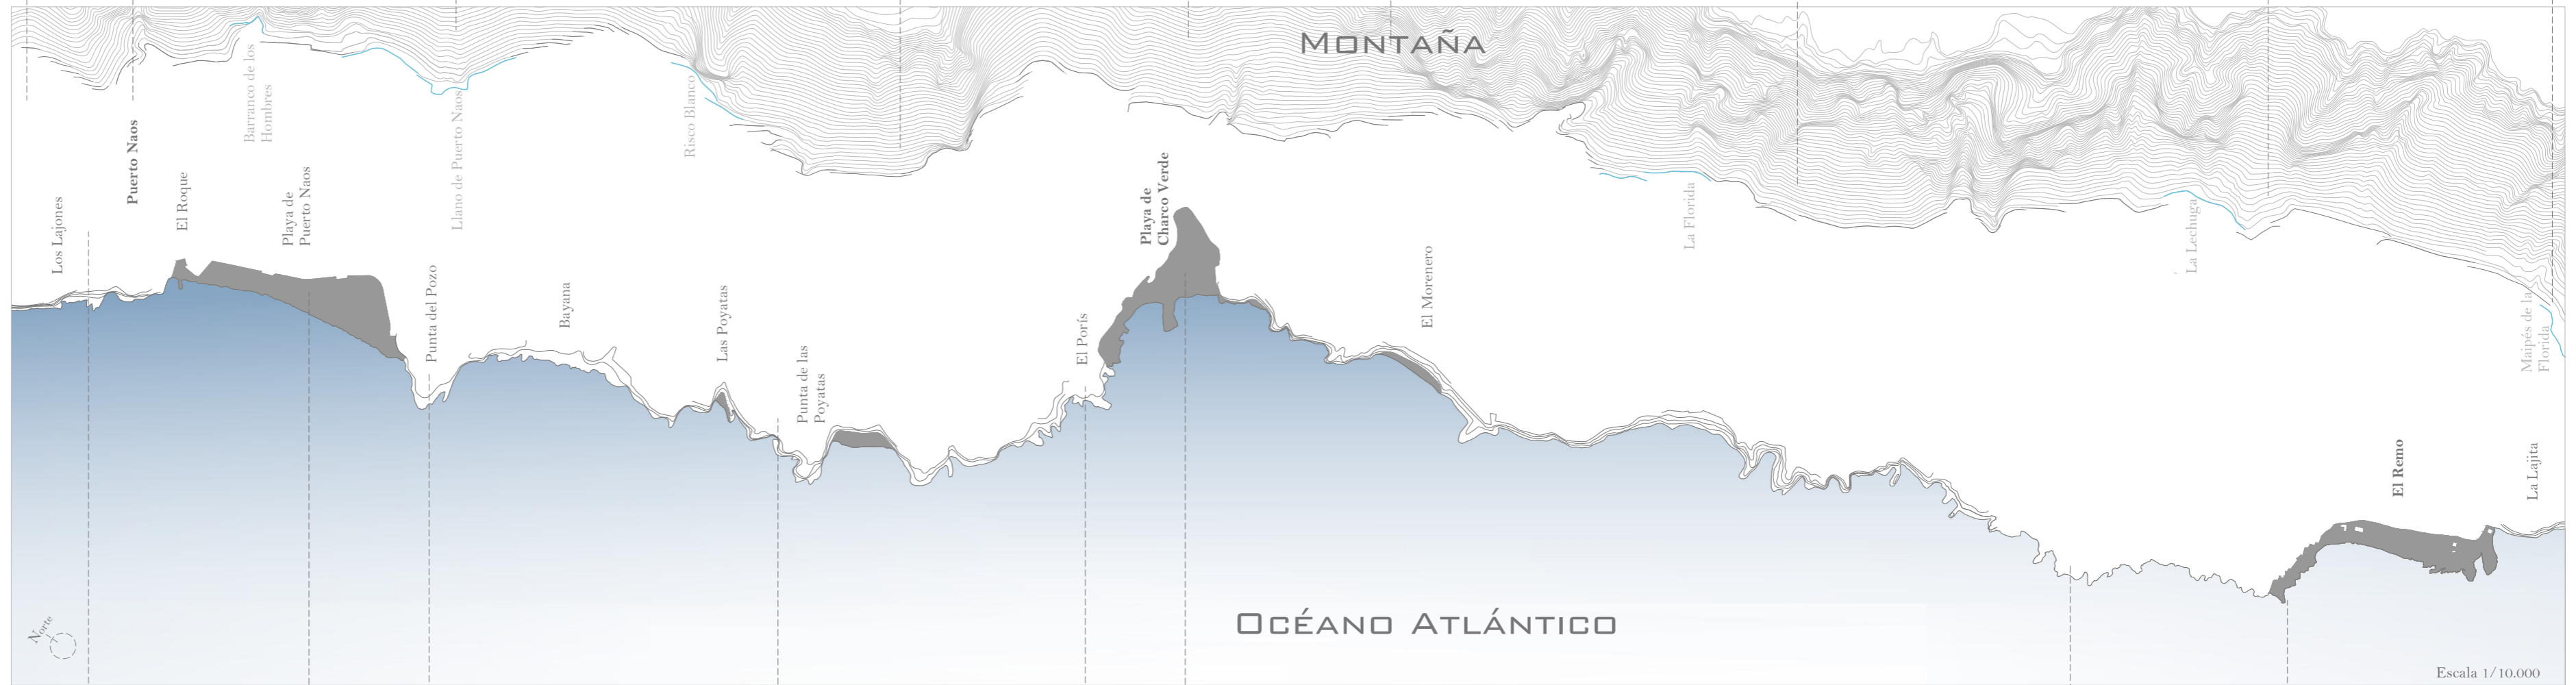 MONTAÑA
Los Lajones
Puerto Naos
El Roque
Barranco de los
Hombres
Playa de
Puerto Naos
Punta del Pozo
Llano de Puerto Naos
Bayana
Risco Blanco
Las Poyatas
Punta de las
Poyatas
El Porís
Playa de
Charco Verde
El Morenero
La Florida
La Lechuga
El Remo
Maipés de la
Florida
La Lajita
OCÉANO ATLÁNTICO
Norte
Escala 1/10.000